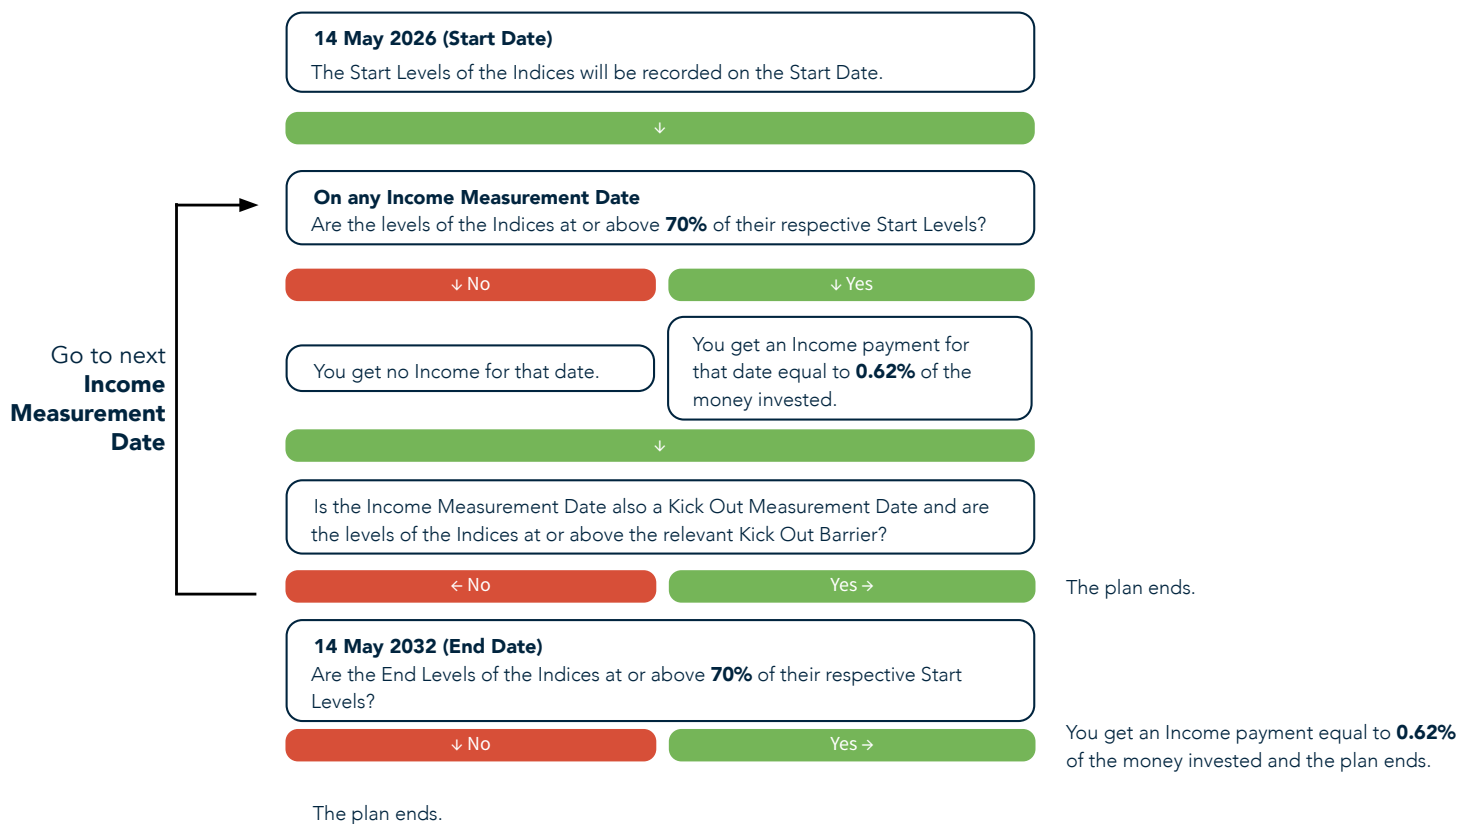 14 May 2026 (Start Date)
The Start Levels of the Indices will be recorded on the Start Date.
↓
On any Income Measurement Date
Are the levels of the Indices at or above 70% of their respective Start Levels?
↓ No
↓ Yes
You get no Income for that date.
You get an Income payment for
that date equal to 0.62% of the
money invested.
Go to next
Income
Measurement
Date
↓
Is the Income Measurement Date also a Kick Out Measurement Date and are
the levels of the Indices at or above the relevant Kick Out Barrier?
← No
Yes →
The plan ends.
14 May 2032 (End Date)
Are the End Levels of the Indices at or above 70% of their respective Start
Levels?
↓ No
Yes →
You get an Income payment equal to 0.62%
of the money invested and the plan ends.
The plan ends.